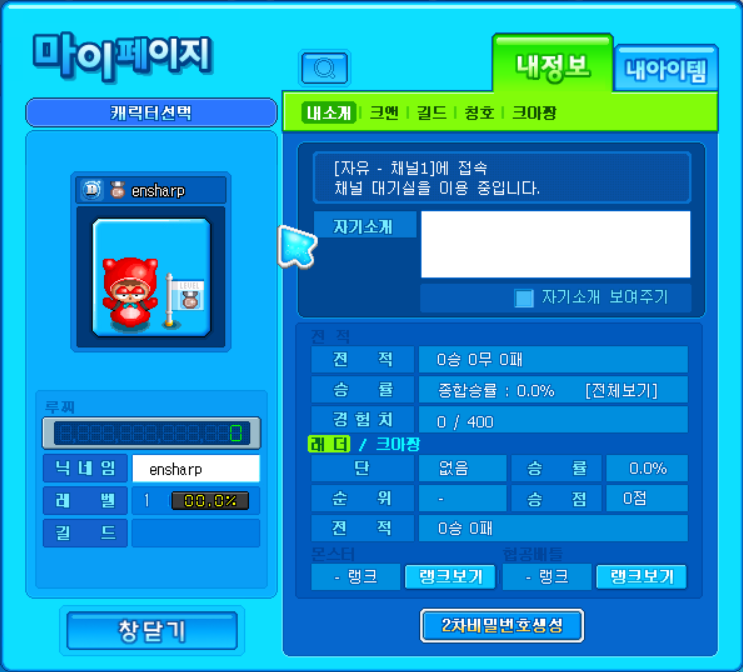 마이페이지
내정보
내아이템
캐릭터선택
내소개 크앤 길드 칭호 크아짱
[자유 - 채널1]에 접속
채널 대기실을 이용 중입니다.
ensharp
자기소개
LEVEL
자기소개 보여주기
전 적
전 적 0승 0무 0패
승 률 종합승률 : 0.0% [전체보기]
경험치 0 / 400
래 더 / 크아짱
단 없음 승 률 0.0%
순 위 - 승 점 0점
전 적 0승 0패
몬스터 협공배틀
- 랭크 랭크보기 - 랭크 랭크보기
루찌
0
닉네임 ensharp
레 벨 1 00.0%
길 드
창닫기
2차비밀번호생성